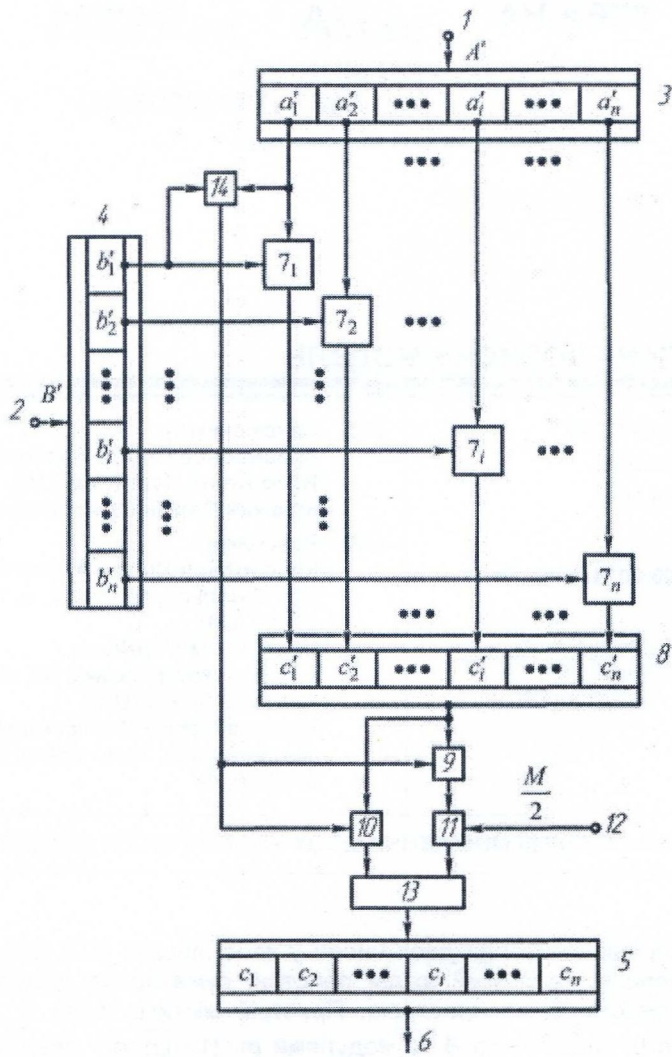 1
A'
a'₁ a'₂ ••• a'ᵢ ••• a'ₙ 3
••• •••
14
4
b'₁ 7₁
b'₂ 7₂ •••
B'
2
b'ᵢ 7ᵢ •••
b'ₙ 7ₙ
••• •••
c'₁ c'₂ ••• c'ᵢ ••• c'ₙ 8
9
M/2
10 11 12
13
c₁ c₂ ••• cᵢ ••• cₙ 5
6